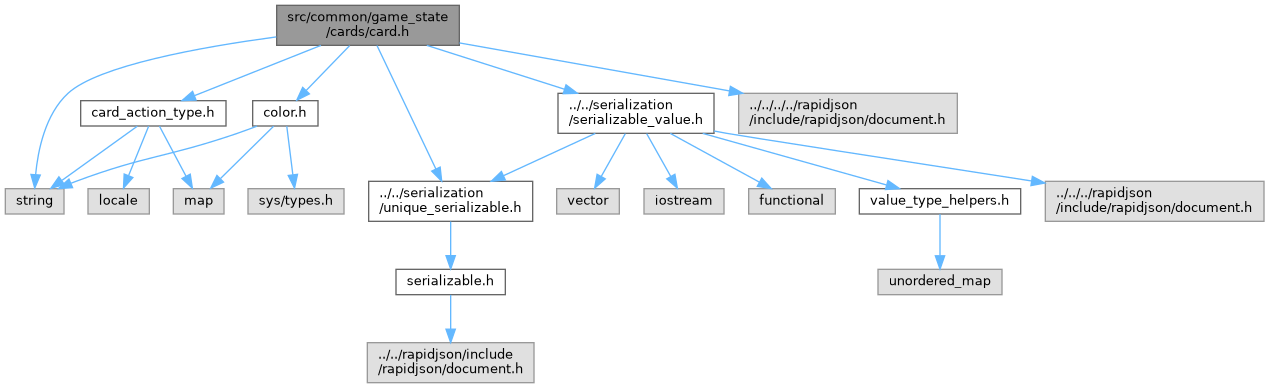 src/common/game_state
/cards/card.h
card_action_type.h
color.h
../../serialization
/serializable_value.h
../../../../rapidjson
/include/rapidjson/document.h
string
locale
map
sys/types.h
../../serialization
/unique_serializable.h
vector
iostream
functional
value_type_helpers.h
../../../rapidjson
/include/rapidjson/document.h
serializable.h
unordered_map
../../rapidjson/include
/rapidjson/document.h